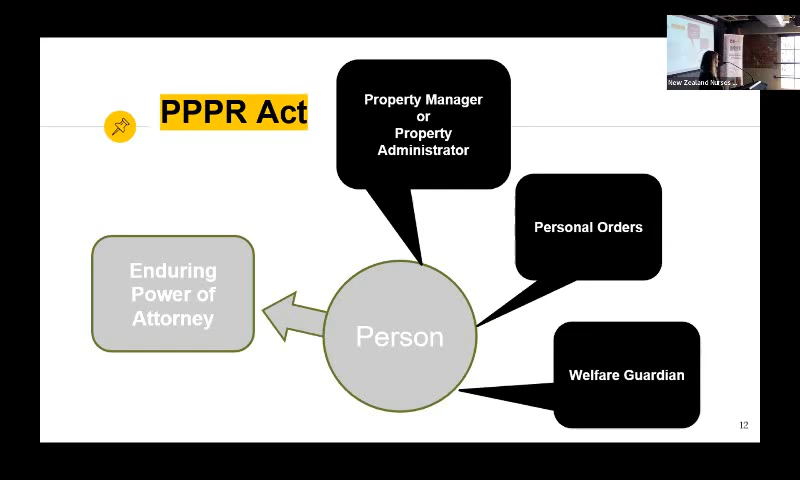 New Zealand Nurses ...
PPPR Act
Property Manager
or
Property
Administrator
Personal Orders
Enduring
Power of
Attorney
Person
Welfare Guardian
12